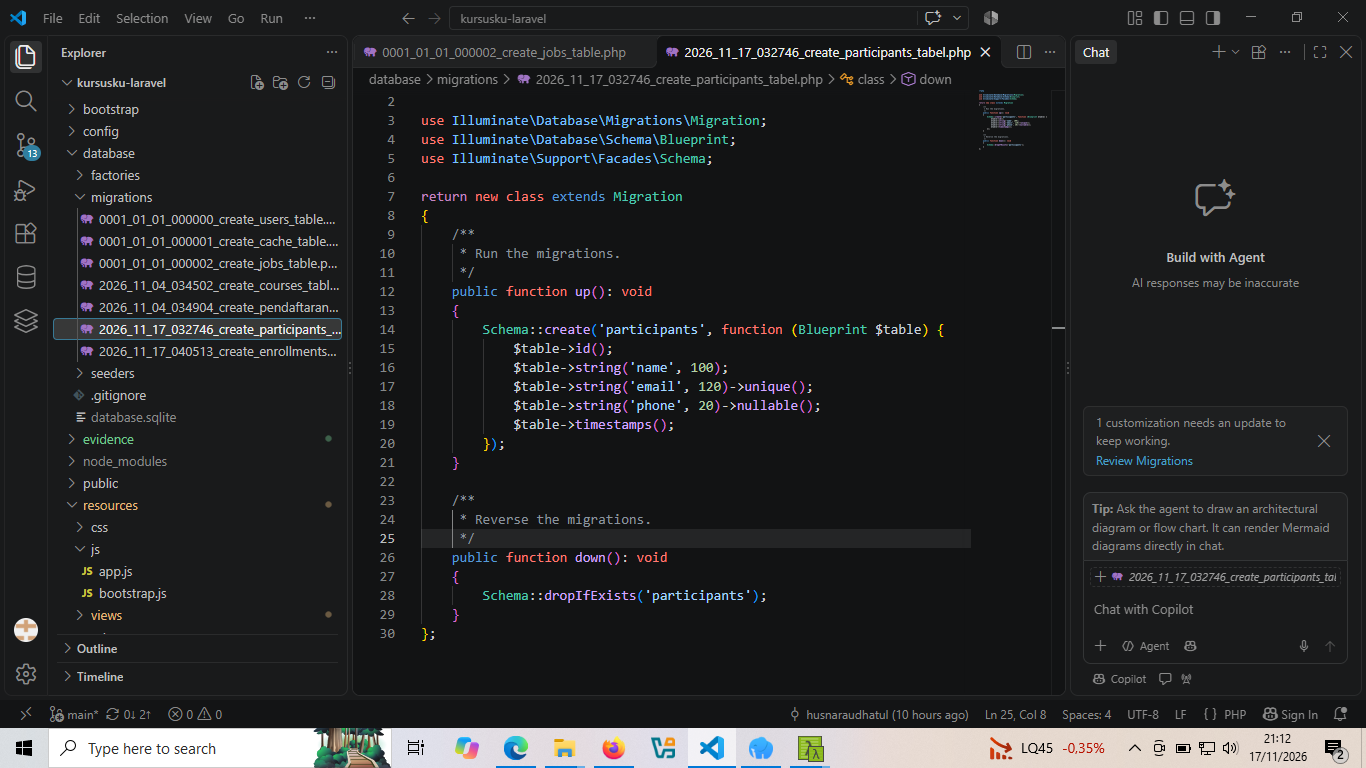 File Edit Selection View Go Run ···
kursusku-laravel
Explorer
kursusku-laravel
bootstrap
config
database
factories
migrations
0001_01_01_000000_create_users_table....
0001_01_01_000001_create_cache_table....
0001_01_01_000002_create_jobs_table.p...
2026_11_04_034502_create_courses_tabl...
2026_11_04_034904_create_pendaftaran...
2026_11_17_032746_create_participants_...
2026_11_17_040513_create_enrollments...
seeders
.gitignore
database.sqlite
evidence
node_modules
public
resources
css
js
JS app.js
JS bootstrap.js
views
Outline
Timeline
13
0001_01_01_000002_create_jobs_table.php
2026_11_17_032746_create_participants_tabel.php
database > migrations > 2026_11_17_032746_create_participants_tabel.php > class > down
2
3 use Illuminate\Database\Migrations\Migration;
4 use Illuminate\Database\Schema\Blueprint;
5 use Illuminate\Support\Facades\Schema;
6
7 return new class extends Migration
8 {
9     /**
10      * Run the migrations.
11      */
12     public function up(): void
13     {
14         Schema::create('participants', function (Blueprint $table) {
15             $table->id();
16             $table->string('name', 100);
17             $table->string('email', 120)->unique();
18             $table->string('phone', 20)->nullable();
19             $table->timestamps();
20         });
21     }
22
23     /**
24      * Reverse the migrations.
25      */
26     public function down(): void
27     {
28         Schema::dropIfExists('participants');
29     }
30 };
Chat
Build with Agent
AI responses may be inaccurate
1 customization needs an update to
keep working.
Review Migrations
Tip: Ask the agent to draw an architectural
diagram or flow chart. It can render Mermaid
diagrams directly in chat.
2026_11_17_032746_create_participants_tal
Chat with Copilot
Agent
Copilot
main* 0↓ 2↑ 0 0
husnaraudhatul (10 hours ago) Ln 25, Col 8 Spaces: 4 UTF-8 LF { } PHP Sign In
Type here to search
LQ45 -0,35%
21:12
17/11/2026
2